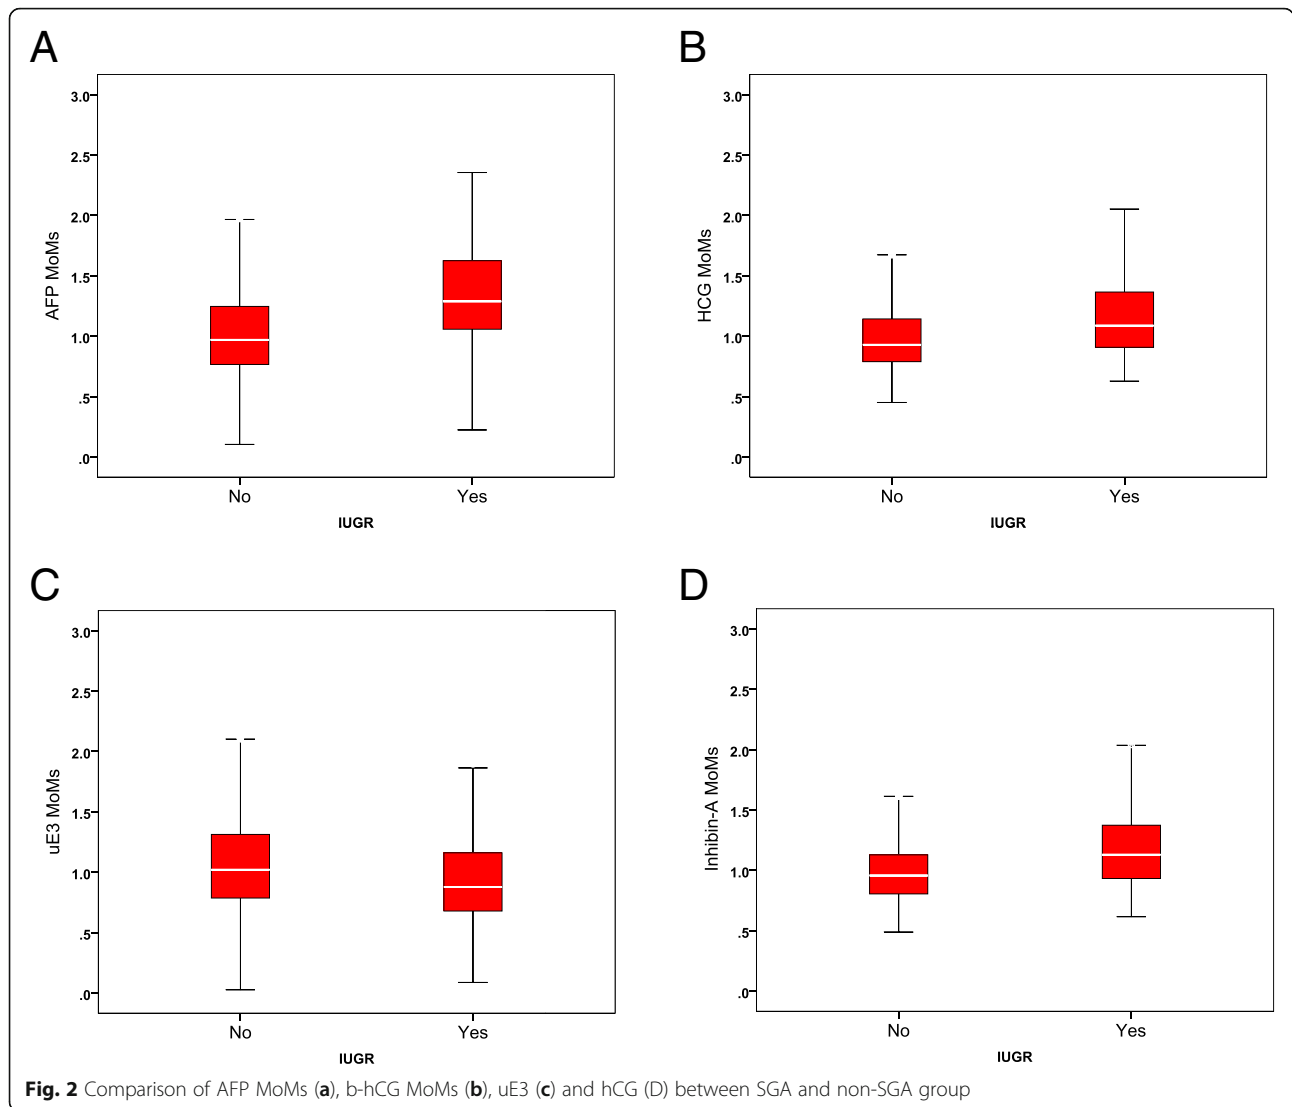 A
3.0
2.5
2.0
1.5
1.0
.5
.0
AFP MoMs
No
Yes
IUGR
B
3.0
2.5
2.0
1.5
1.0
.5
.0
HCG MoMs
No
Yes
IUGR
C
3.0
2.5
2.0
1.5
1.0
.5
.0
uE3 MoMs
No
Yes
IUGR
D
3.0
2.5
2.0
1.5
1.0
.5
.0
Inhibin-A MoMs
No
Yes
IUGR
Fig. 2 Comparison of AFP MoMs (a), b-hCG MoMs (b), uE3 (c) and hCG (D) between SGA and non-SGA group